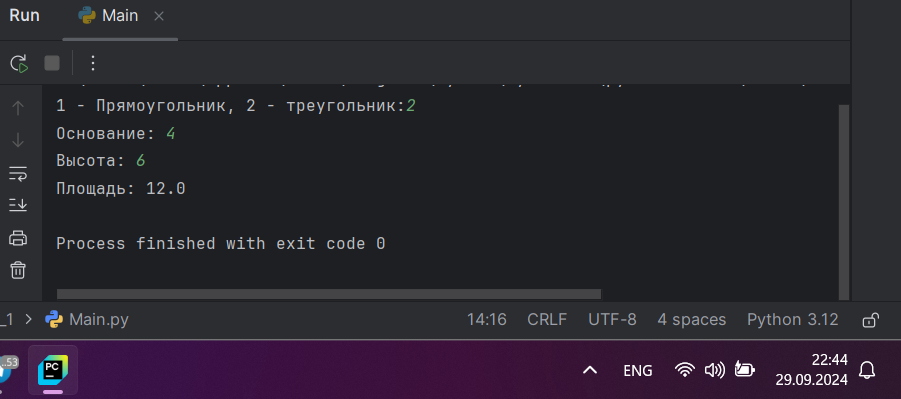 Run Main
1 - Прямоугольник, 2 - треугольник:2
Основание: 4
Высота: 6
Площадь: 12.0
Process finished with exit code 0
_1 > Main.py 14:16 CRLF UTF-8 4 spaces Python 3.12
..53 PC ENG 22:44
29.09.2024